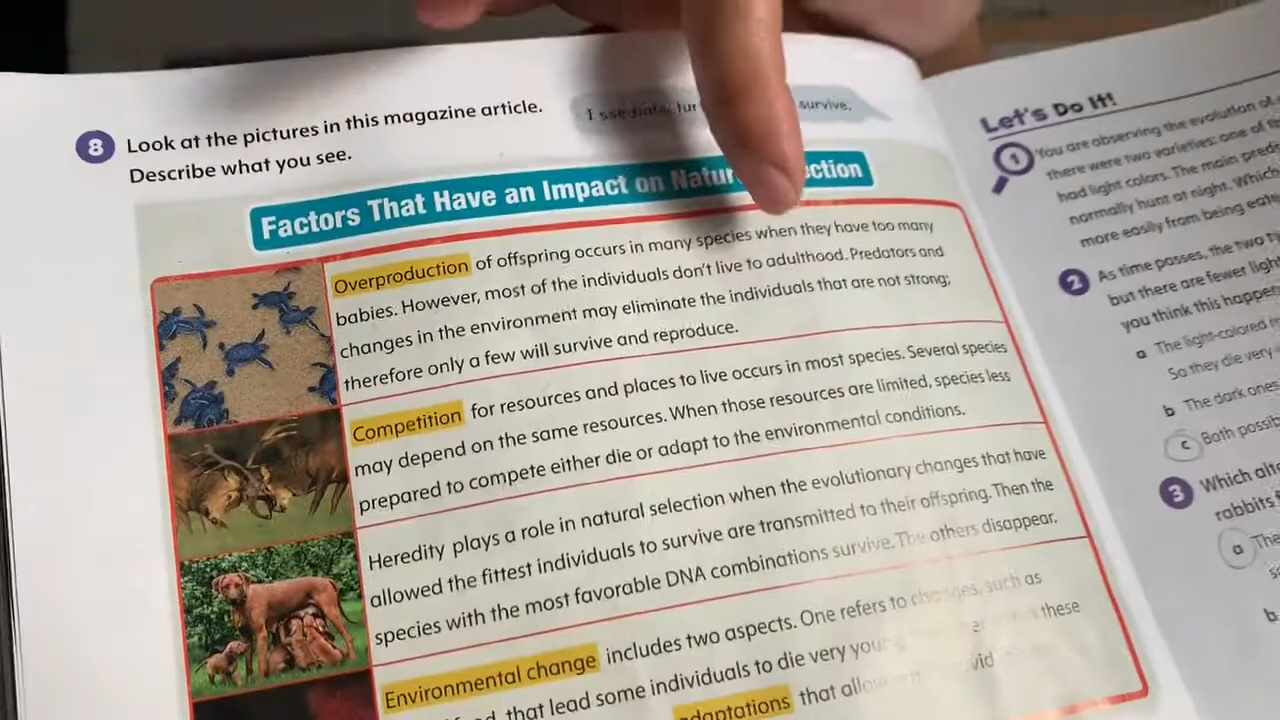 8 Look at the pictures in this magazine article.
Describe what you see.
survive.
Factors That Have an Impact on
Overproduction of offspring occurs in many species when they have too many
babies. However, most of the individuals don't live to adulthood. Predators and
changes in the environment may eliminate the individuals that are not strong;
therefore only a few will survive and reproduce.
Competition for resources and places to live occurs in most species. Several species
may depend on the same resources. When those resources are limited, species less
prepared to compete either die or adapt to the environmental conditions.
Heredity plays a role in natural selection when the evolutionary changes that have
allowed the fittest individuals to survive are transmitted to their offspring. Then the
species with the most favorable DNA combinations survive. The others disappear.
Environmental change includes two aspects. One refers to changes, such as
that lead some individuals to die very these
adaptations that
Let's Do It!
1 You are observing the evolution of
there were two varieties: one of
had light colors. The main
normally hunt at night. Which
more easily from being
2 As time passes, the two
but there are fewer
you think this
a The light-colored
So they die very
b The dark ones
c Both
3 Which
rabbits
a
b